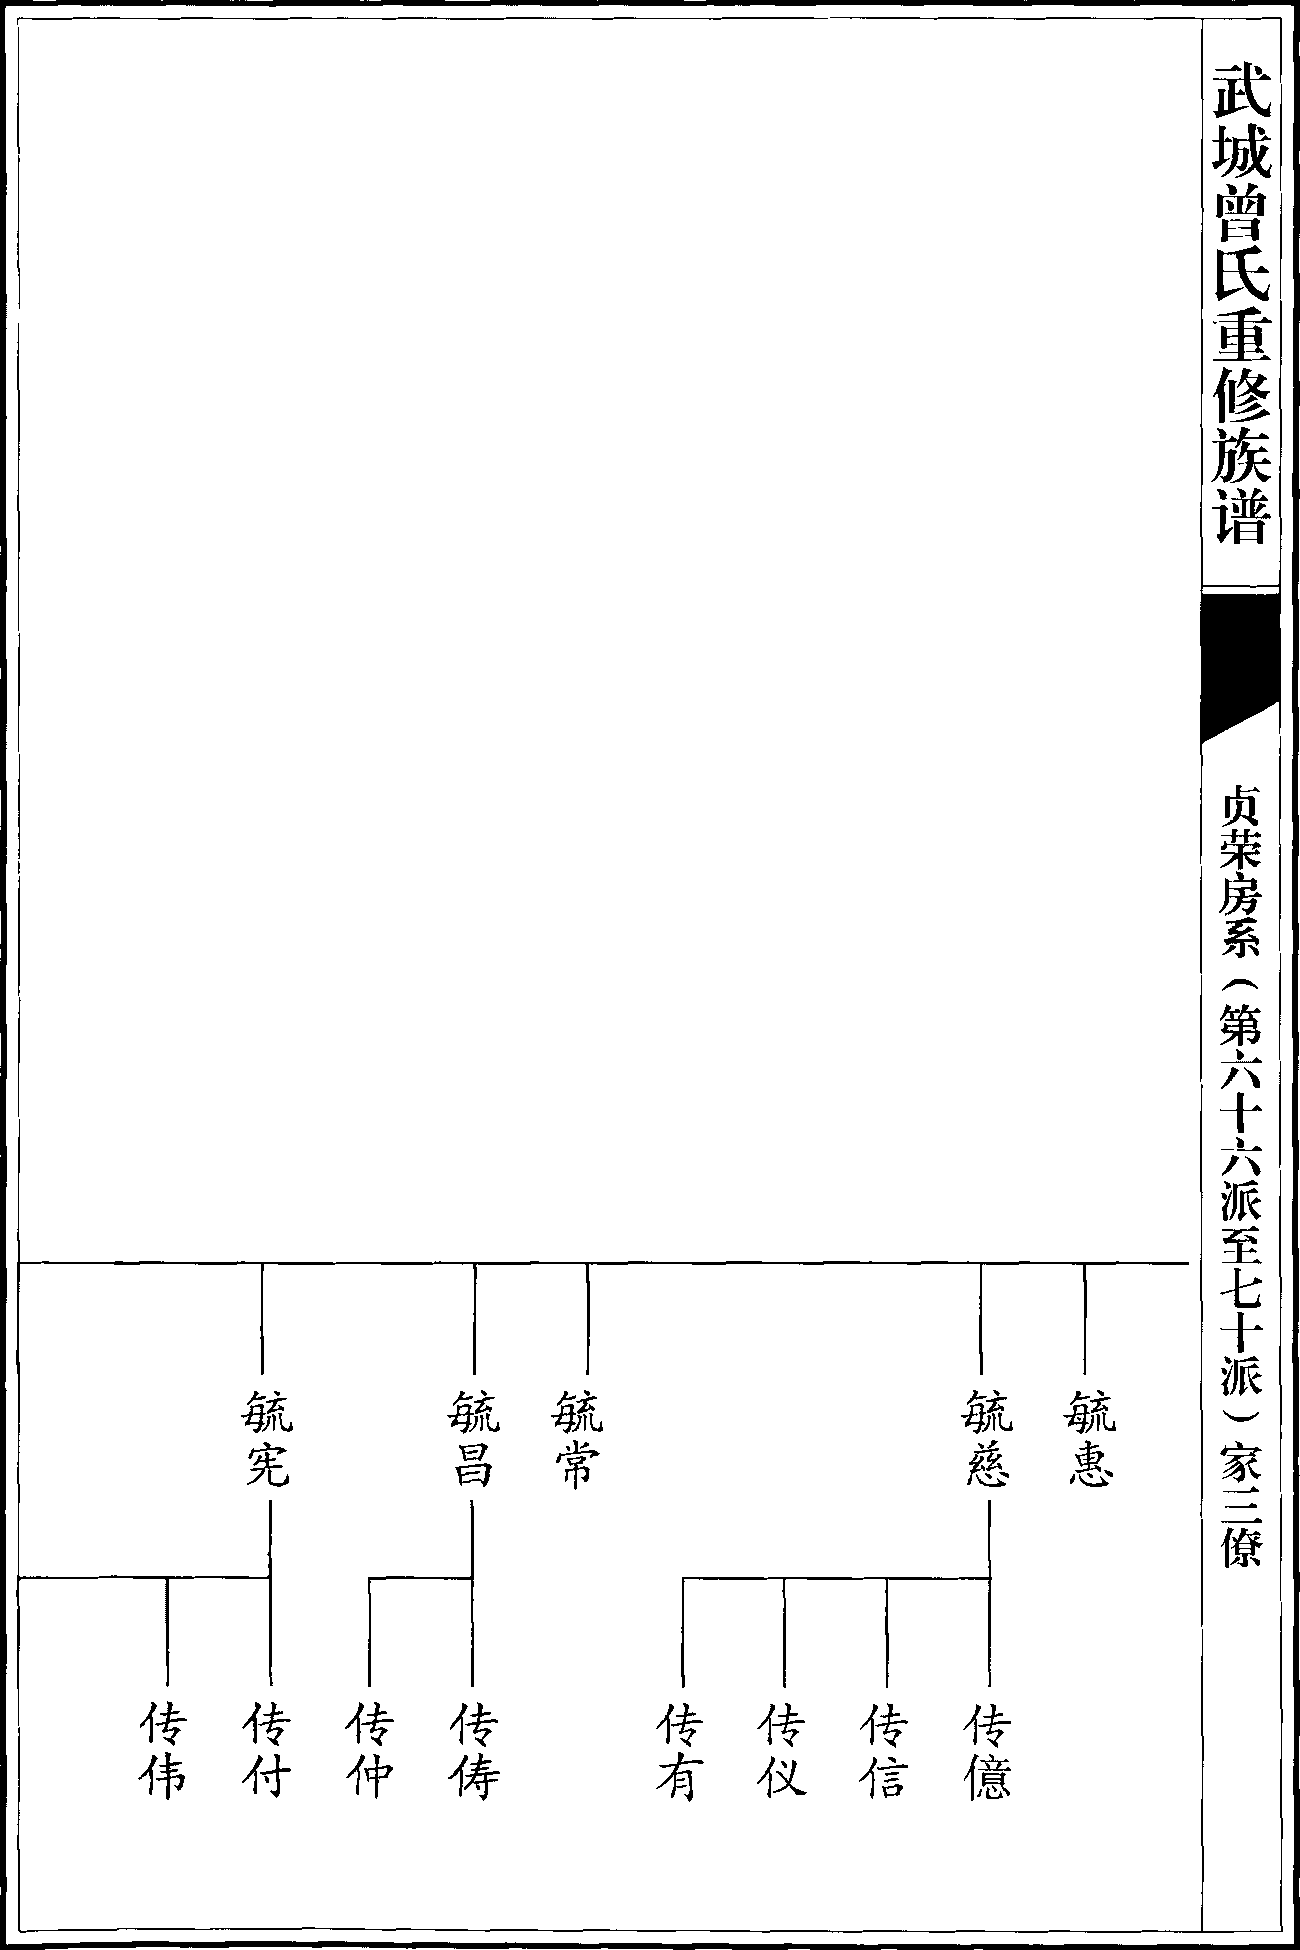 武城曾氏重修族谱
贞荣房系（第六十六派至七十派）家三僚
毓惠
毓慈
毓常
毓昌
毓宪
传億
传信
传仪
传有
传俦
传仲
传付
传伟